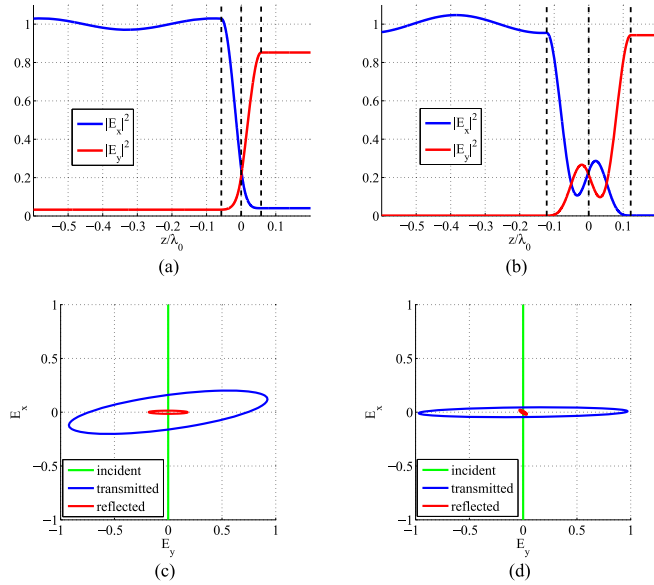 1
0.8
0.6
0.4
0.2
0
|E_x|^2
|E_y|^2
−0.5 −0.4 −0.3 −0.2 −0.1 0 0.1
z/λ_0
(a)
1
0.8
0.6
0.4
0.2
0
|E_x|^2
|E_y|^2
−0.5 −0.4 −0.3 −0.2 −0.1 0 0.1
z/λ_0
(b)
1
0.5
0
−0.5
−1
E_x
incident
transmitted
reflected
−1 −0.5 0 0.5 1
E_y
(c)
1
0.5
0
−0.5
−1
E_x
incident
transmitted
reflected
−1 −0.5 0 0.5 1
E_y
(d)